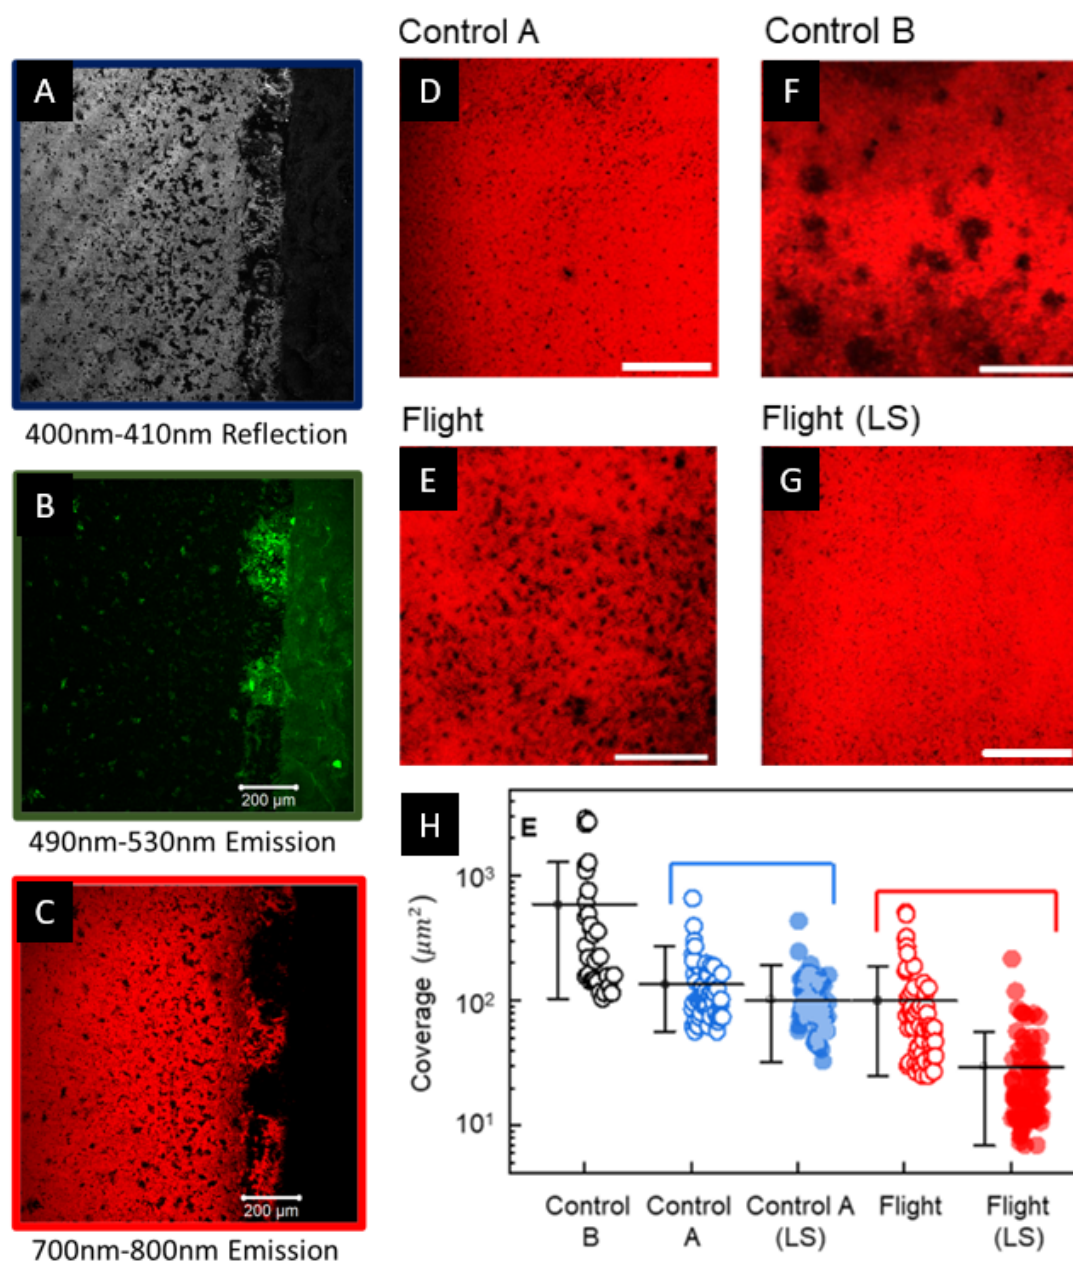 Control A
Control B
A
D
F
400nm-410nm Reflection
Flight
Flight (LS)
B
E
G
200 μm
490nm-530nm Emission
C
200 μm
700nm-800nm Emission
H
E
Coverage (μm²)
10³
10²
10¹
Control B
Control A
Control A (LS)
Flight
Flight (LS)